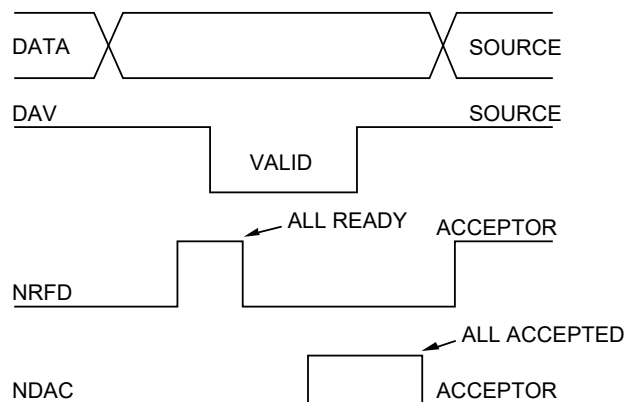 DATA
SOURCE
DAV
SOURCE
VALID
ALL READY
ACCEPTOR
NRFD
ALL ACCEPTED
NDAC
ACCEPTOR